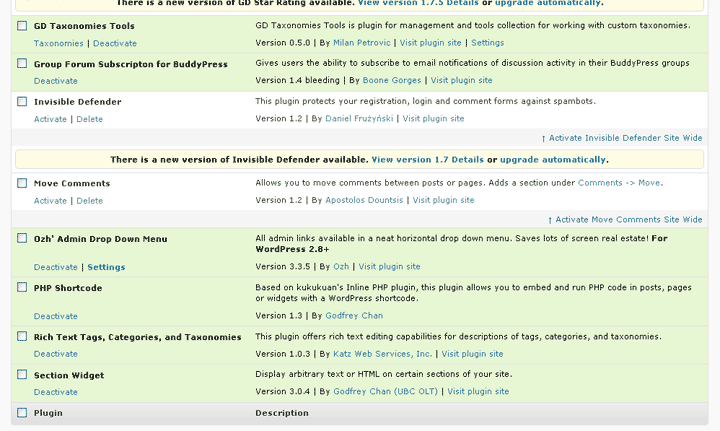 There is a new version of GD Star Rating available. View version 1.7.5 Details or upgrade automatically.
GD Taxonomies Tools GD Taxonomies Tools is plugin for management and tools collection for working with custom taxonomies.
Taxonomies | Deactivate Version 0.5.0 | By Milan Petrovic | Visit plugin site | Settings
Group Forum Subscripton for BuddyPress Gives users the ability to subscribe to email notifications of discussion activity in their BuddyPress groups
Deactivate Version 1.4 bleeding | By Boone Gorges | Visit plugin site
Invisible Defender This plugin protects your registration, login and comment forms against spambots.
Activate | Delete Version 1.2 | By Daniel Frużyński | Visit plugin site
↑ Activate Invisible Defender Site Wide
There is a new version of Invisible Defender available. View version 1.7 Details or upgrade automatically.
Move Comments Allows you to move comments between posts or pages. Adds a section under Comments -> Move.
Activate | Delete Version 1.2 | By Apostolos Dountsis | Visit plugin site
↑ Activate Move Comments Site Wide
Ozh' Admin Drop Down Menu All admin links available in a neat horizontal drop down menu. Saves lots of screen real estate! For
WordPress 2.8+
Deactivate | Settings Version 3.3.5 | By Ozh | Visit plugin site
PHP Shortcode Based on kukukuan's Inline PHP plugin, this plugin allows you to embed and run PHP code in posts, pages
or widgets with a WordPress shortcode.
Deactivate Version 1.3 | By Godfrey Chan
Rich Text Tags, Categories, and Taxonomies This plugin offers rich text editing capabilities for descriptions of tags, categories, and taxonomies.
Deactivate Version 1.0.3 | By Katz Web Services, Inc. | Visit plugin site
Section Widget Display arbitrary text or HTML on certain sections of your site.
Deactivate Version 3.0.4 | By Godfrey Chan (UBC OLT) | Visit plugin site
Plugin Description